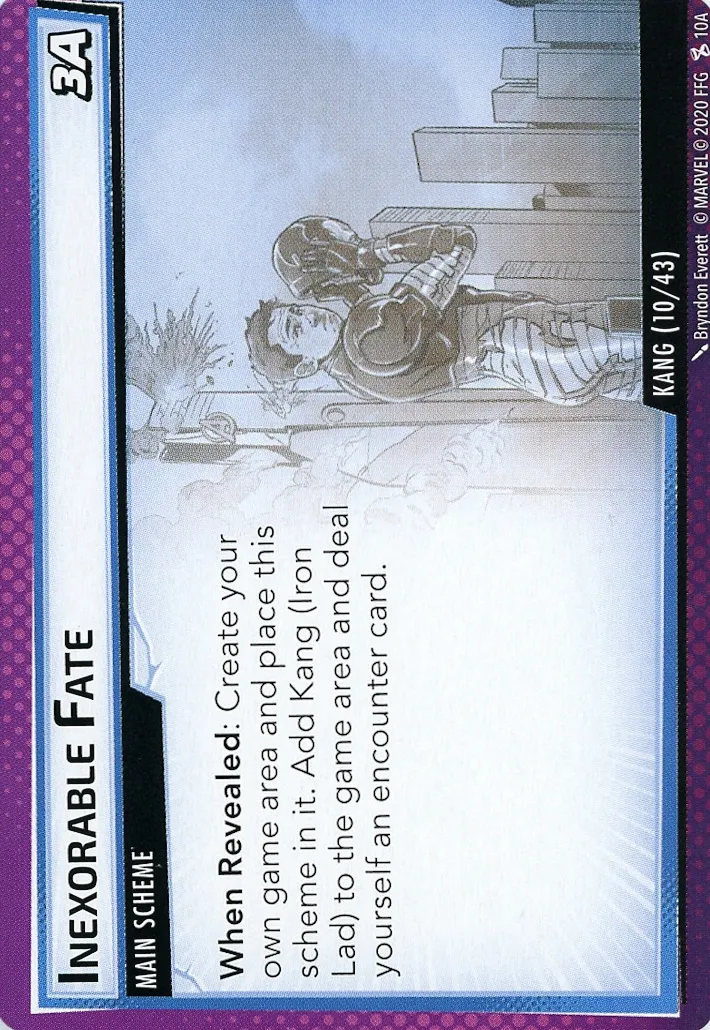 INEXORABLE FATE
3A
MAIN SCHEME
When Revealed: Create your
own game area and place this
scheme in it. Add Kang (Iron
Lad) to the game area and deal
yourself an encounter card.
KANG (10/43)
Bryndon Everett © MARVEL © 2020 FFG 10A